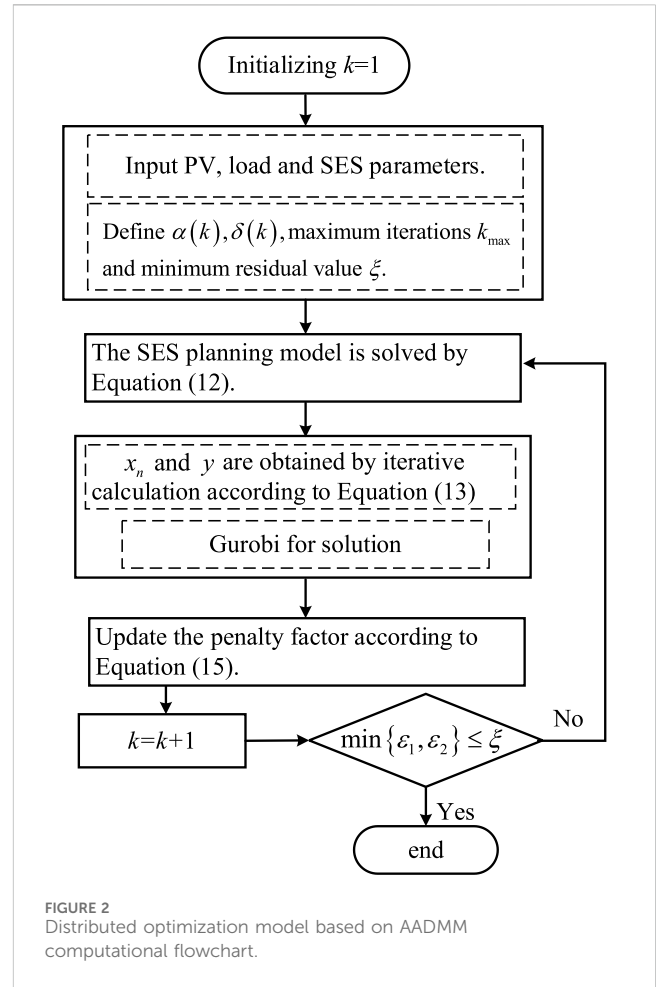 Initializing k=1
Input PV, load and SES parameters.
Define α(k), δ(k), maximum iterations k_max
and minimum residual value ξ.
The SES planning model is solved by
Equation (12).
x_n and y are obtained by iterative
calculation according to Equation (13)
Gurobi for solution
Update the penalty factor according to
Equation (15).
k=k+1
min{ε_1, ε_2} ≤ ξ
No
Yes
end
FIGURE 2
Distributed optimization model based on AADMM
computational flowchart.